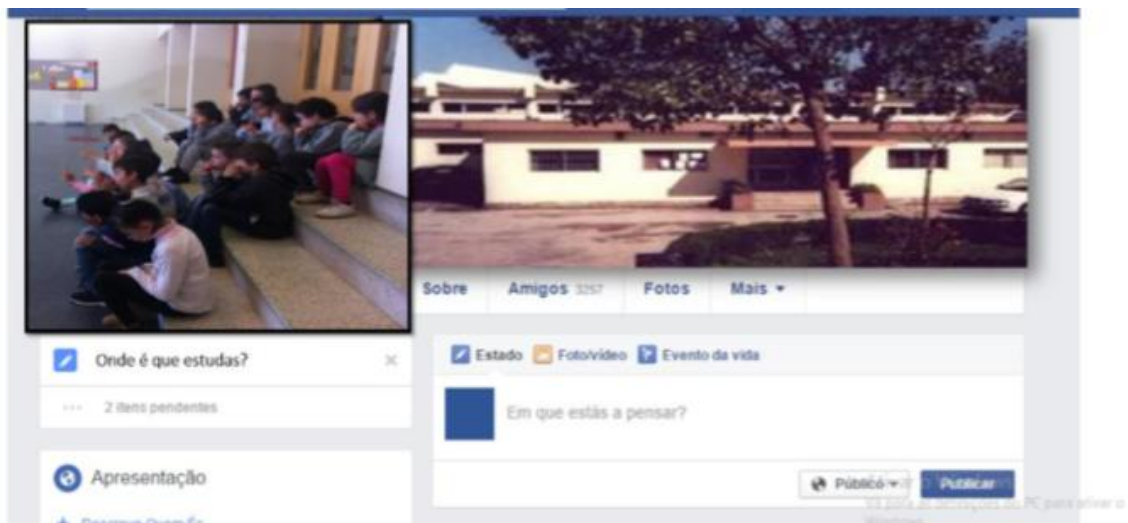 Sobre Amigos 3257 Fotos Mais
Onde é que estudas?
2 itens pendentes
Apresentação
Estado Foto/vídeo Evento da vida
Em que estás a pensar?
Público Publicar